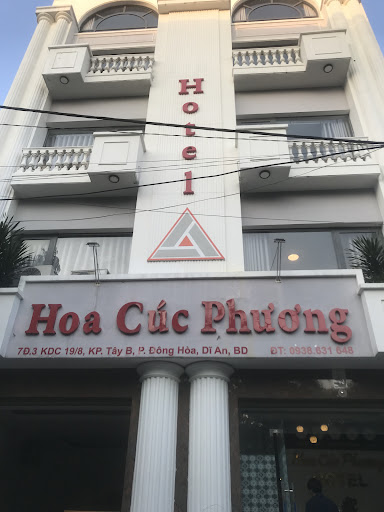 Hotel
Hoa Cúc Phương
7Đ.3 KDC 19/8, KP. Tây B, P. Đông Hòa, Dĩ An, BD ĐT: 0938.631 648
HOTEL